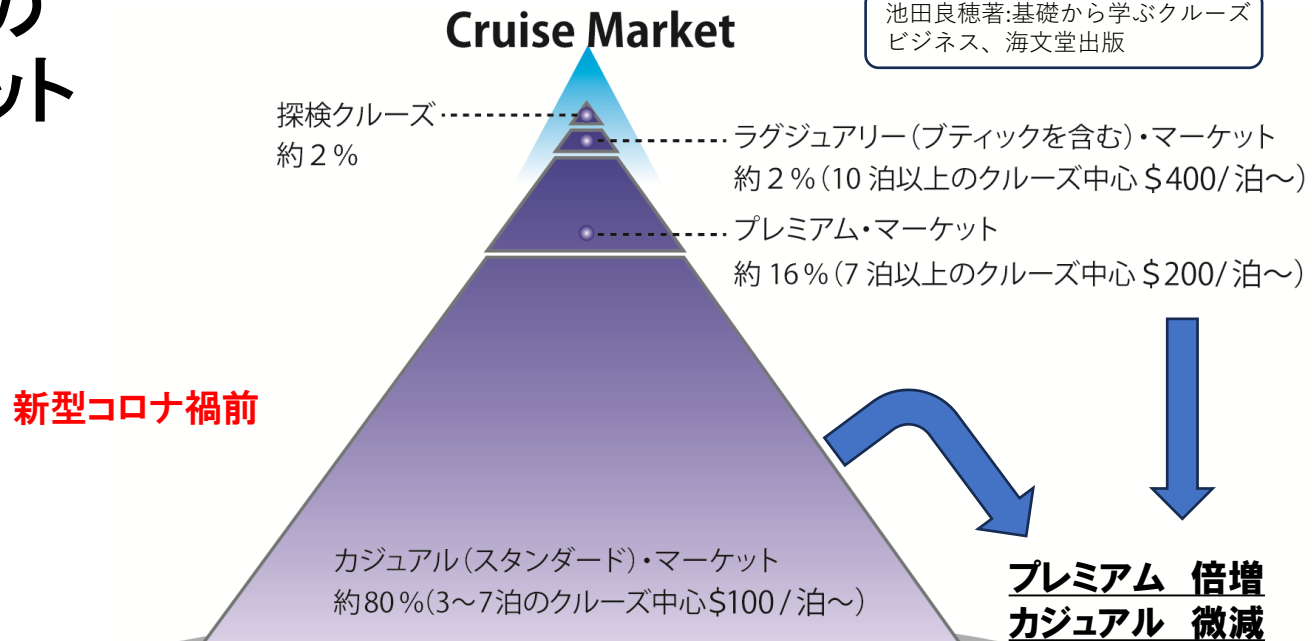 の
ット
Cruise Market
池田良穂著:基礎から学ぶクルーズ
ビジネス、海文堂出版
探検クルーズ
約2%
ラグジュアリー(ブティックを含む)・マーケット
約2%(10泊以上のクルーズ中心$400/泊~)
プレミアム・マーケット
約16%(7泊以上のクルーズ中心$200/泊~)
新型コロナ禍前
カジュアル(スタンダード)・マーケット
約80%(3~7泊のクルーズ中心$100/泊~)
プレミアム 倍増
カジュアル 微減